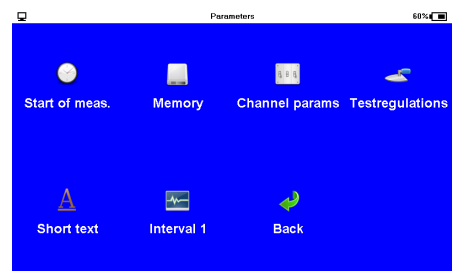 Parameters 60%
Start of meas. Memory Channel params Testregulations
Short text Interval 1 Back